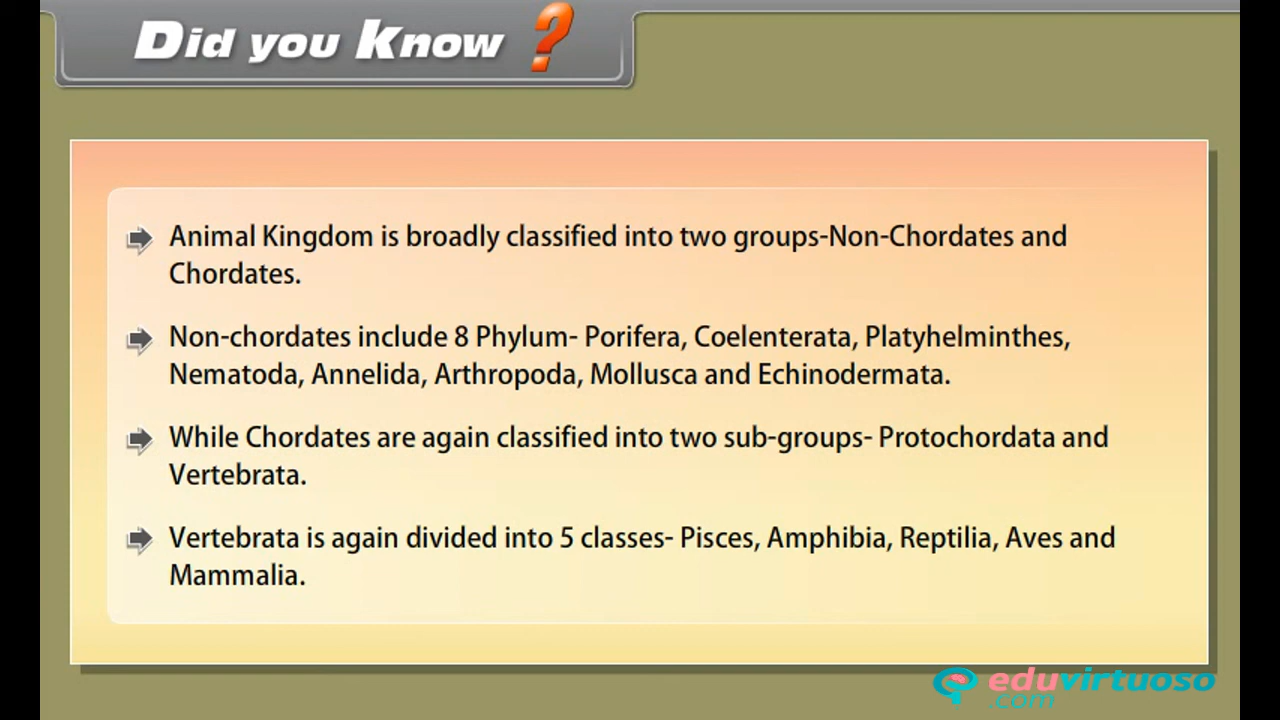 Did you Know ?
Animal Kingdom is broadly classified into two groups-Non-Chordates and
Chordates.
Non-chordates include 8 Phylum- Porifera, Coelenterata, Platyhelminthes,
Nematoda, Annelida, Arthropoda, Mollusca and Echinodermata.
While Chordates are again classified into two sub-groups- Protochordata and
Vertebrata.
Vertebrata is again divided into 5 classes- Pisces, Amphibia, Reptilia, Aves and
Mammalia.
eduvirtuoso
.com